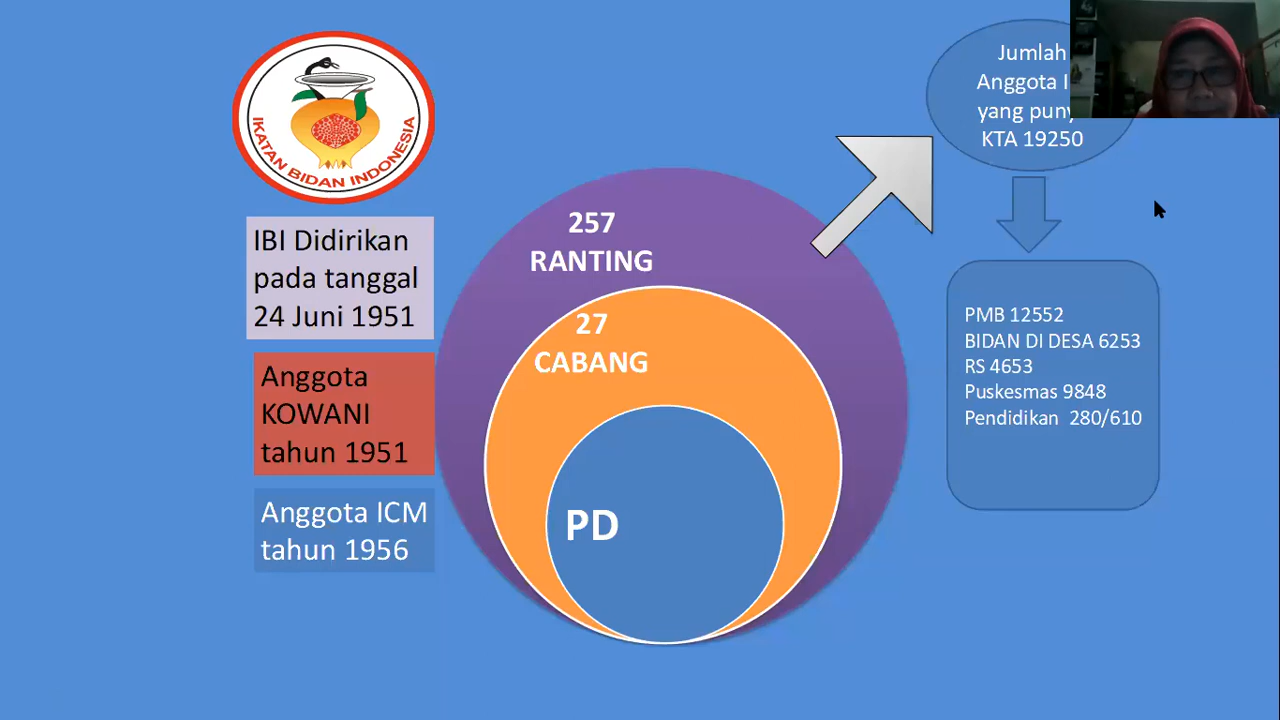 IKATAN BIDAN INDONESIA
IBI Didirikan
pada tanggal
24 Juni 1951
Anggota
KOWANI
tahun 1951
Anggota ICM
tahun 1956
257
RANTING
27
CABANG
PD
Jumlah
Anggota
yang
KTA 19250
PMB 12552
BIDAN DI DESA 6253
RS 4653
Puskesmas 9848
Pendidikan 280/610